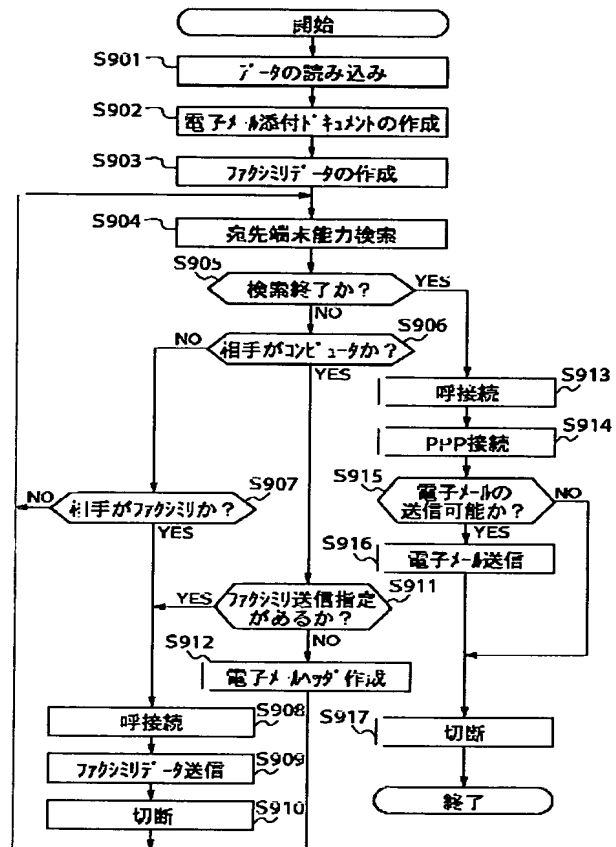 開始
S901
データの読み込み
S902
電子メール添付ドキュメントの作成
S903
ファクシミリデータの作成
S904
宛先端末能力検索
S905
検索終了か？
YES
NO
S906
相手がコンピュータか？
NO
YES
S913
呼接続
S914
PPP接続
S915
電子メールの
送信可能か？
NO
YES
S907
相手がファクシミリか？
NO
YES
S916
電子メール送信
S911
ファクシミリ送信指定
があるか？
YES
NO
S912
電子メールヘッダ作成
S908
呼接続
S909
ファクシミリデータ送信
S910
切断
S917
切断
終了